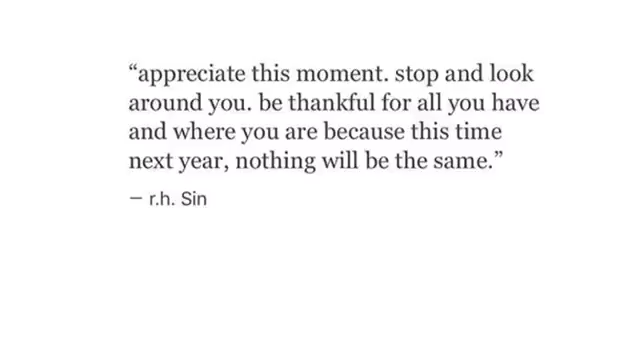 “appreciate this moment. stop and look
around you. be thankful for all you have
and where you are because this time
next year, nothing will be the same.”
— r.h. Sin